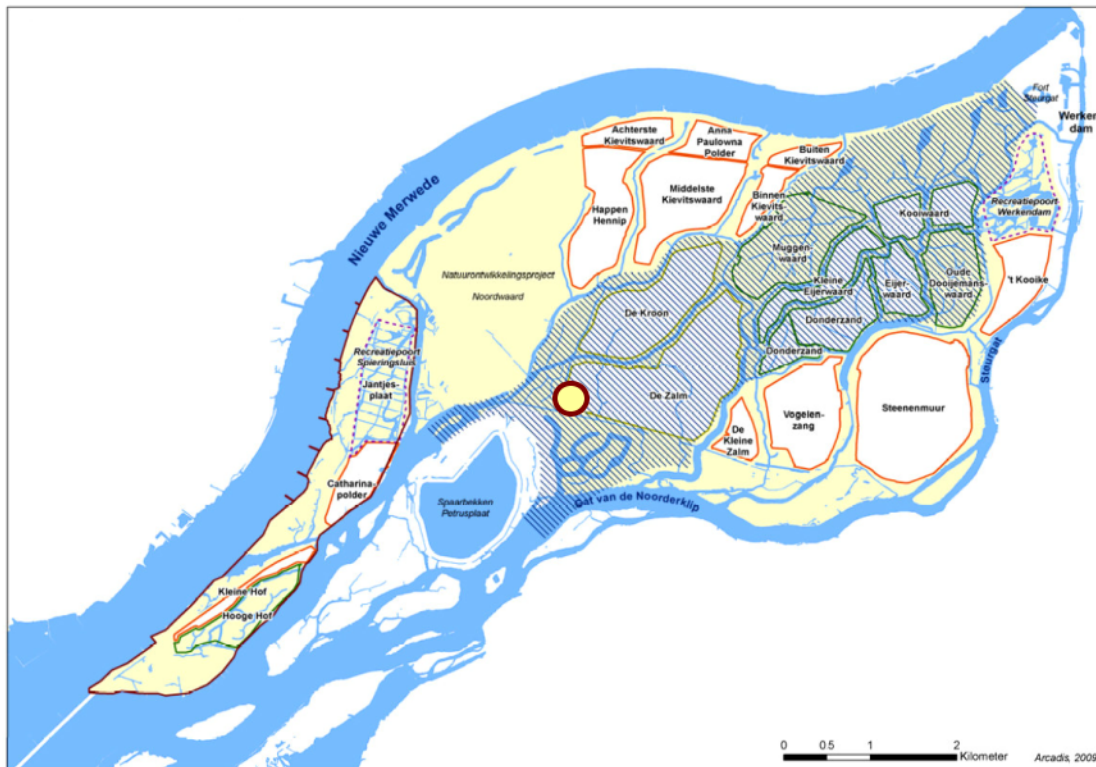 Fort
Steurgat
Werken
dam
Achterste
Kievitswaard
Anna
Paulowna
Polder
Buiten
Kievitswaard
Happen
Hennip
Middelste
Kievitswaard
Binnen
Kievits-
waard
Kooiwaard
Recreatiepoort
Werkendam
Nieuwe Merwede
Muggen-
waard
Kleine
Eijerwaard
Eijer-
waard
Oude
Dooijemans-
waard
't Kooike
Natuurontwikkelingsproject
Noordwaard
De Kroon
Donderzand
Donderzand
Steurgat
Recreatiepoort
Spieringsluis
Jantjes-
plaat
De Zalm
De
Kleine
Zalm
Vogelen-
zang
Steenenmuur
Catharina-
polder
Spaarbekken
Petrusplaat
Gat van de Noorderklip
Kleine Hof
Hooge Hof
0 0.5 1 2
Kilometer
Arcadis, 2009